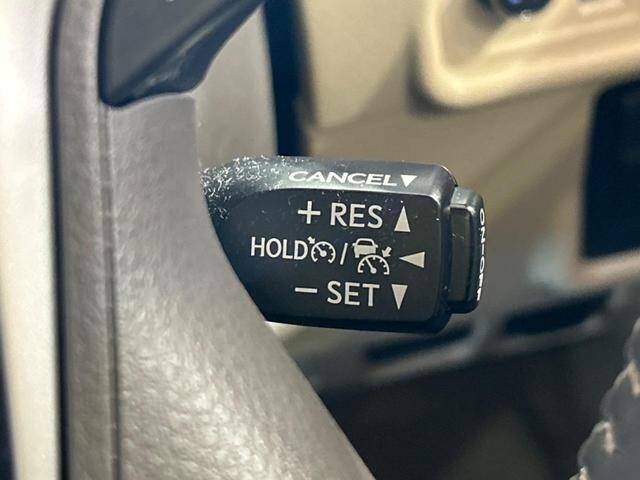 CANCEL▼
+ RES ▲
HOLD / ◀
− SET ▼
ON-OFF